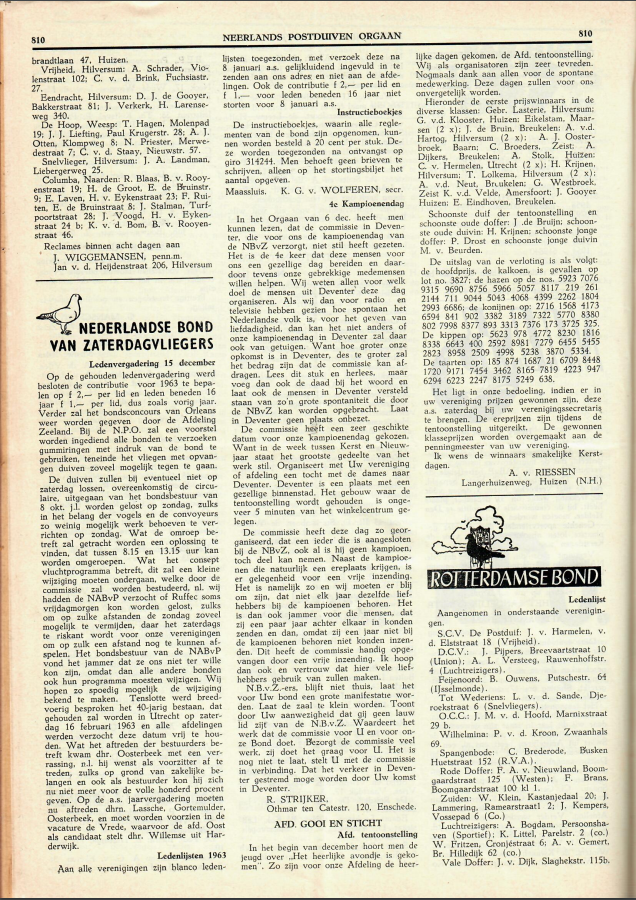 810
NEERLANDS POSTDUIVEN ORGAAN
810
brandtlaan 47, Huizen.
Vrijheid, Hilversum: A. Schrader, Vio-
lenstraat 102; C. v. d. Brink, Fuchsiastr.
27.
Eendracht, Hilversum: D. J. de Gooyer,
Bakkerstraat 81; J. Verkerk, H. Larense-
weg 340.
De Hoop, Weesp: T. Hagen, Molenpad
19; J. J. Lefting, Paul Krugerstr. 28; A. J.
Otten, Klompweg 8; N. Priester, Merwe-
destraat 7; C. v. d. Staay, Nieuwstr. 57.
Snelvlieger, Hilversum: J. A. Landman,
Liebergerweg 25.
Columba, Naarden: R. Blaas, B. v. Rooy-
enstraat 19; H. de Groot, E. de Bruinstr.
9; E. Laven, H. v. Eykenstraat 23; F. Rui-
ten, E. de Bruinstraat 8; J. Stalman, Turf-
poortstraat 28; J. Voogd, H. v. Eyken-
straat 24 b: K. v. d. Bom, B. v. Rooyen-
straat 46.
Reclames binnen acht dagen aan
J. WIGGEMANSEN, penn.m.
Jan v. d. Heijdenstraat 206, Hilversum
NEDERLANDSE BOND
VAN ZATERDAGVLIEGERS
Ledenvergadering 15 december
Op de gehouden ledenvergadering werd
besloten de contributie voor 1963 te bepa-
len op f 2,— per lid en leden beneden 16
jaar f 1,— per lid, dus zoals vorig jaar.
Verder zal het bondsconcours van Orleans
weer worden gegeven door de Afdeling
Zeeland. Bij de N.P.O. zal een voorstel
worden ingediend alle bonden te verzoeken
gummiringen met indruk van de bond te
gebruiken, teneinde het vliegen met opvan-
gen duiven zoveel mogelijk tegen te gaan.
De duiven zullen bij eventueel niet op
zaterdag lossen, overeenkomstig de circu-
laire, uitgegaan van het bondsbestuur van
8 okt. j.l. worden gelost op zondag, zulks
in het belang der vogels en de convoyeurs
zo weinig mogelijk werk behoeven te ver-
richten op zondag. Wat de omroep be-
treft zal getracht worden een oplossing te
vinden, dat tussen 8.15 en 13.15 uur kan
worden omgeroepen. Wat het consept
vluchtprogramma betreft, dit zal een kleine
wijziging moeten ondergaan, welke door de
commissie zal worden bestudeerd, nl. wij
hadden de NABvP verzocht of Ruffec soms
vrijdagmorgen kon worden gelost, zulks
om op zulke afstanden de zondag zoveel
mogelijk te vermijden, daar het zaterdags
te riskant wordt voor onze verenigingen
om op zulk een afstand nog te kunnen af-
spelen. Het bondsbestuur van de NABvP
vond het jammer dat ze ons niet ter wille
kon zijn, omdat dan alle andere bonden
ook hun programma moesten wijzigen. Wij
hopen zo spoedig mogelijk de wijziging
bekend te maken. Tenslotte werd breed-
voerig besproken het 40-jarig bestaan, dat
gehouden zal worden in Utrecht op zater-
dag 16 februari 1963 en alle afdelingen
werden verzocht deze datum vrij te hou-
den. Wat het aftreden der bestuurders be-
treft kwam dhr. Oosterbeek met een ver-
rassing, n.l. hij wenst als voorzitter af te
treden, zulks op grond van zakelijke be-
langen en ook als bestuurder kon hij zich
nu niet meer voor de volle honderd procent
geven. Op de a.s. jaarvergadering moeten
nu aftreden dhrn. Lassche, Gortemulder,
Oosterbeek, en moet worden voorzien in de
vacature de Vrede, waarvoor de afd. Oost
als candidaat stelt dhr. Willemse uit Har-
derwijk.
Ledenlijsten 1963
Aan alle verenigingen zijn blanco leden-
lijsten toegezonden, met verzoek deze na
8 januari a.s. gelijkluidend ingevuld in te
zenden aan ons adres en niet aan de afde-
lingen. Ook de contributie f 2,— per lid en
f 1,— voor leden beneden 16 jaar niet
storten voor 8 januari a.s.
Instructieboekjes
De instructieboekjes, waarin alle regle-
menten van de bond zijn opgenomen, kun-
nen worden besteld à 20 cent per stuk. De-
ze worden toegezonden na ontvangst op
giro 314244. Men behoeft geen brieven te
schrijven, alleen op het stortingsbiljet het
aantal opgeven.
Maassluis. K. G. v. WOLFEREN, secr.
4e Kampioenendag
In het Orgaan van 6 dec. heeft men
kunnen lezen, dat de commissie in Deven-
ter, die voor ons de kampioenendag van
de NBvZ verzorgt, niet stil heeft gezeten.
Het is de 4e keer dat deze mensen voor
ons een gezellige dag bereiden en daar-
door tevens onze gebrekkige medemensen
willen helpen. Wij weten allen voor welk
doel de mensen uit Deventer deze dag
organiseren. Als wij dan voor radio en
televisie hebben gezien hoe spontaan het
Nederlandse volk is, voor het geven van
liefdadigheid, dan kan het niet anders of
onze kampioenendag in Deventer zal daar
ook van getuigen. Want hoe groter onze
opkomst is in Deventer, des te groter zal
het bedrag zijn dat de commissie kan af-
dragen. Lees dit stuk en herlees, maar
voeg dan ook de daad bij het woord en
laat ook de mensen in Deventer versteld
staan van zo'n grote spontaniteit die door
de NBvZ kan worden opgebracht. Laat
in Deventer geen plaats onbezet.
De commissie heeft een zeer geschikte
datum voor onze kampioenendag gekozen.
Want in de week tussen Kerst en Nieuw-
jaar staat het grootste gedeelte van het
werk stil. Organiseert met Uw vereniging
of afdeling een tocht met de dames naar
Deventer. Deventer is een plaats met een
gezellige binnenstad. Het gebouw waar de
tentoonstelling wordt gehouden is onge-
veer 5 minuten van het winkelcentrum ge-
legen.
De commissie heeft deze dag zo geor-
ganiseerd, dat een ieder die is aangesloten
bij de NBvZ, ook al is hij geen kampioen,
toch deel kan nemen. Naast de kampioe-
nen die natuurlijk een ereplaats krijgen, is
er gelegenheid voor een vrije inzending.
Het is namelijk zo en wij moeten er blij
om zijn, dat niet elk jaar dezelfde lief-
hebbers bij de kampioenen behoren. Het
is dan ook jammer voor die mensen, dat
zij een paar jaar achter elkaar in konden
zenden en dan, omdat zij een jaar niet bij
de kampioenen behoren niet konden inzen-
den. Dit heeft de commissie handig opge-
vangen door een vrije inzending. Ik hoop
dan ook en vertrouw dat hier vele lief-
hebbers gebruik van zullen maken.
N.B.v.Z.-ers, blijft niet thuis, laat het
voor Uw bond een grote manifestatie wor-
den. Laat de zaal te klein worden. Toont
door Uw aanwezigheid dat gij geen lauw
lid zijt van de N.B.v.Z. Waardeert het
werk dat de commissie voor U en voor on-
ze Bond doet. Bezorgt de commissie veel
werk, zij doet het graag voor U. Het is
nog niet te laat, stelt U met de commissie
in verbinding. Dat het verkeer in Deven-
ter gestremd moge worden door Uw komst
in Deventer.
R. STRIJKER,
Othmar ten Catestr. 120, Enschede.
AFD. GOOI EN STICHT
Afd. tentoonstelling
In het begin van december hoort men de
jeugd over „Het heerlijke avondje is geko-
men”. Zo zijn voor onze Afdeling de heer-
lijke dagen gekomen, de Afd. tentoonstelling.
Wij als organisatoren zijn zeer tevreden.
Nogmaals dank aan allen voor de spontane
medewerking. Deze dagen zullen voor ons
onvergetelijk worden.
Hieronder de eerste prijswinnaars in de
diverse klassen: Gebr. Lasterie, Hilversum;
G. v.d. Klooster, Huizen; Eikelstam, Maar-
sen (2 x); J. de Bruin, Breukelen; A. v.d.
Hartog, Hilversum (2 x); A. J. Ooster-
broek, Baarn; C. Broeders, Zeist; A.
Dijkers, Breukelen; A. Stolk, Huizen;
C. v. Hermelen, Utrecht (2 x); H. Krijnen,
Hilversum; T. Lolkema, Hilversum (2 x);
A. v.d. Neut, Breukelen; G. Westbroek,
Zeist K. v.d. Velde, Amersfoort; J. Gooyer
Huizen; E. Eindhoven, Breukelen.
Schoonste duif der tentoonstelling en
schoonste oude doffer: J. de Bruijn; schoon-
ste oude duivin: H. Krijnen; schoonste jonge
doffer: P. Drost en schoonste jonge duivin
M. v. Beurden.
De uitslag van de verloting is als volgt:
de hoofdprijs, de kalkoen, is gevallen op
lot no. 3827; de hazen op de nos. 5923 7076
9315 9690 8756 5966 5057 8117 219 261
2144 711 9044 5043 4068 4399 2262 1804
2993 6686; de konijnen op: 2716 1568 4173
6594 841 902 3382 3189 7322 5770 8380
802 7998 8377 893 3313 7376 173 3725 325.
De kippen op: 5623 978 4772 8230 1816
8338 6643 400 2592 8981 7279 6455 5455
2823 8958 2509 4998 5238 3870 5334.
De taarten op: 185 874 1687 21 6709 8448
1720 9171 7454 3462 8165 7819 4223 947
6294 6223 2247 8175 5249 638.
Het ligt in onze bedoeling, indien er in
uw vereniging prijzen gewonnen zijn, deze
a.s. zaterdag bij uw verenigingssecretaris
te brengen. De ereprijzen zijn tijdens de
tentoonstelling uitgereikt. De gewonnen
klasseprijzen worden overgemaakt aan de
penningmeester van uw vereniging.
Ik wens de winnaars smakelijke Kerst-
dagen.
A. v. RIESSEN
Langerhuizenweg, Huizen (N.H.)
ROTTERDAMSE BOND
Ledenlijst
Aangenomen in onderstaande verenigin-
gen.
S.C.V. De Postduif: J. v. Harmelen, v.
d. Elststraat 18 (Vrijheid).
D.C.V.: J. Pijpers, Breevaartstraat 10
(Union); A. L. Versteeg, Rauwenhoffstr.
4 (Luchtreizigers).
Feijenoord: B. Ouwens, Putschestr. 64
(IJsselmonde).
Tot Wederiens: L. v. d. Sande, Dje-
roekstraat 6 (Snelvliegers).
O.C.C.: J. M. v. d. Hoofd, Marnixstraat
29 b.
Wilhelmina: P. v. d. Kroon, Zwaanhals
69.
Spangenbode: C. Brederode, Busken
Huetstraat 152 (R.V.A.).
Rode Doffer: F. A. v. Nieuwland, Boom-
gaardstraat 125 (Westen); F. Brans,
Boomgaardstraat 100 kl 1.
Zuiden: W. Klein, Kastanjedaal 20; J.
Lammering, Ramearstraat1 2; J. Kempers,
Vossepad 6 (Co.)
Luchtreizigers: A. Bogdam, Persoonsha-
ven (Sportief); K. Littel, Parelstr. 2 (co.)
W. Fritzen, Cronjéstraat 6; A. v. Gemert,
Br. Hilledijk 62 (co.)
Vale Doffer: J. v. Dijk, Slaghekstr. 115b.